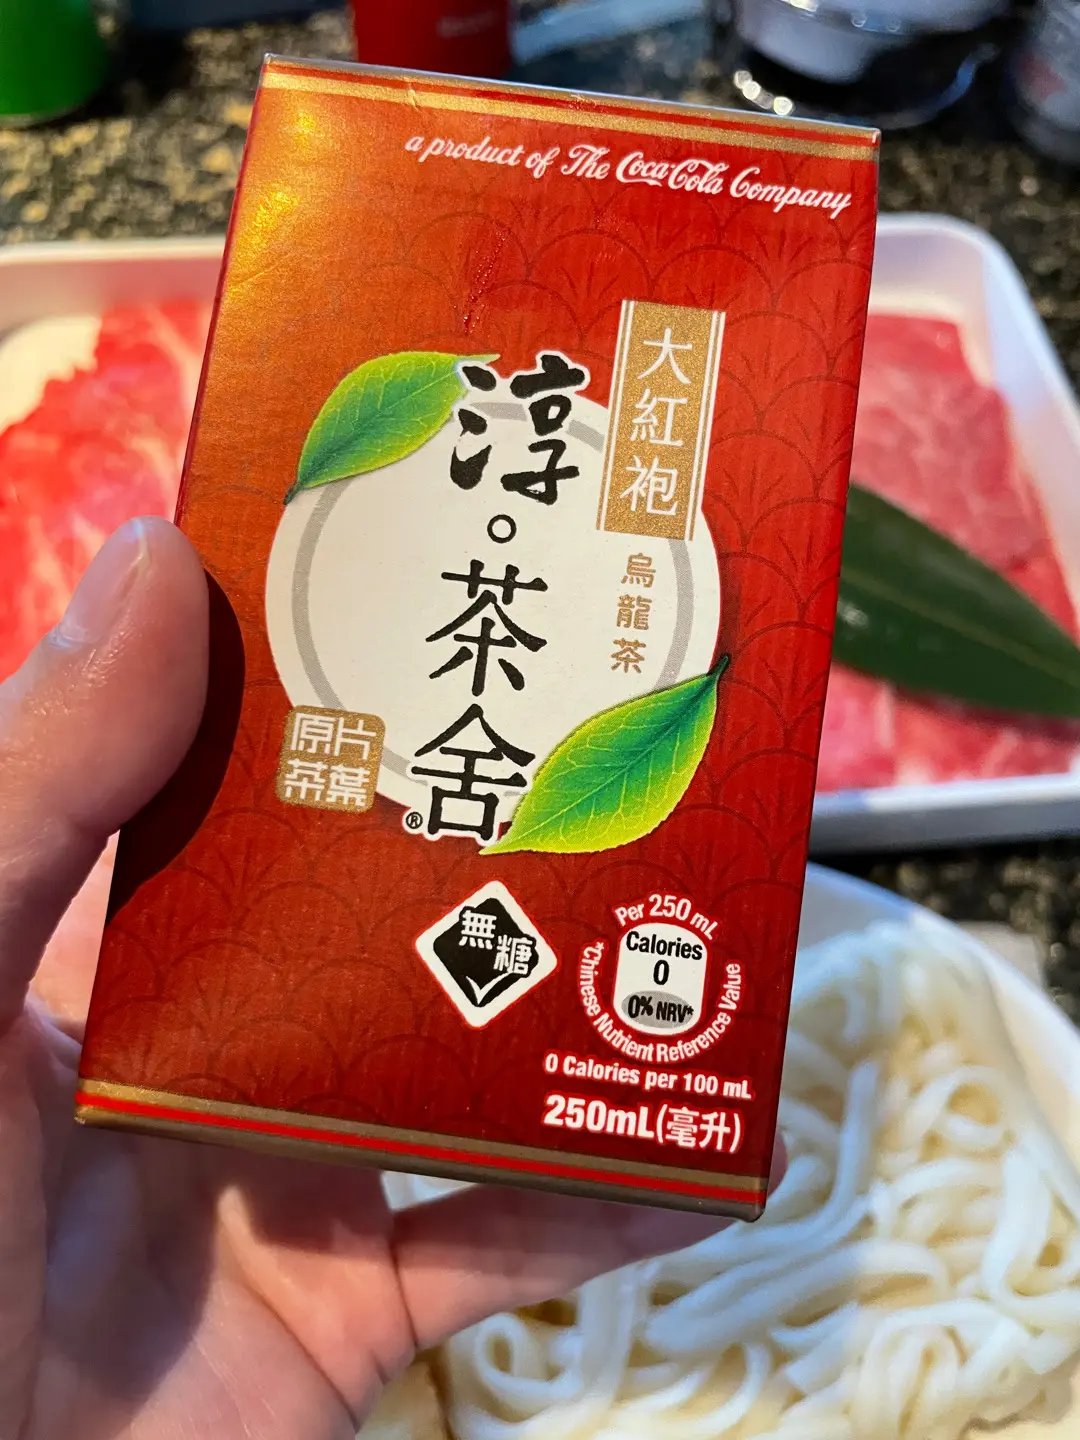 a product of The Coca-Cola Company
大紅袍
烏龍茶
淳。茶舍®
原片
茶葉
無糖
Per 250 mL
Calories
0
0% NRV*
*Chinese Nutrient Reference Value
0 Calories per 100 mL
250mL(毫升)